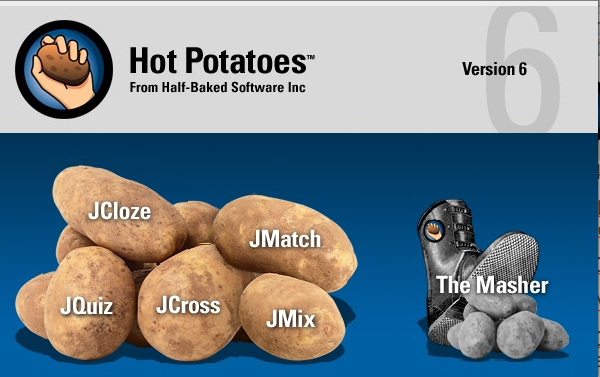 Hot Potatoes™
From Half-Baked Software Inc
6
Version 6
JCloze
JMatch
The Masher
JQuiz
JCross
JMix